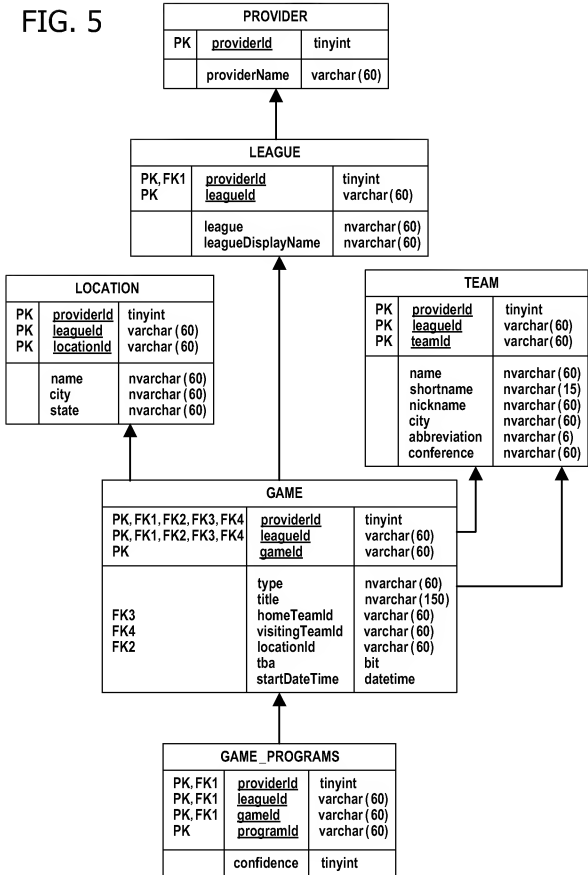 FIG. 5
PROVIDER
PK providerId tinyint
providerName varchar(60)
LEAGUE
PK,FK1 providerId tinyint
PK leagueId varchar(60)
league nvarchar(60)
leagueDisplayName nvarchar(60)
LOCATION
PK providerId tinyint
PK leagueId varchar(60)
PK locationId varchar(60)
name nvarchar(60)
city nvarchar(60)
state nvarchar(60)
TEAM
PK providerId tinyint
PK leagueId varchar(60)
PK teamId varchar(60)
name nvarchar(60)
shortname nvarchar(15)
nickname nvarchar(60)
city nvarchar(60)
abbreviation nvarchar(6)
conference nvarchar(60)
GAME
PK,FK1,FK2,FK3,FK4 providerId tinyint
PK,FK1,FK2,FK3,FK4 leagueId varchar(60)
PK gameId varchar(60)
type nvarchar(60)
title nvarchar(150)
FK3 homeTeamId varchar(60)
FK4 visitingTeamId varchar(60)
FK2 locationId varchar(60)
tba bit
startDateTime datetime
GAME_PROGRAMS
PK,FK1 providerId tinyint
PK,FK1 leagueId varchar(60)
PK,FK1 gameId varchar(60)
PK programId varchar(60)
confidence tinyint